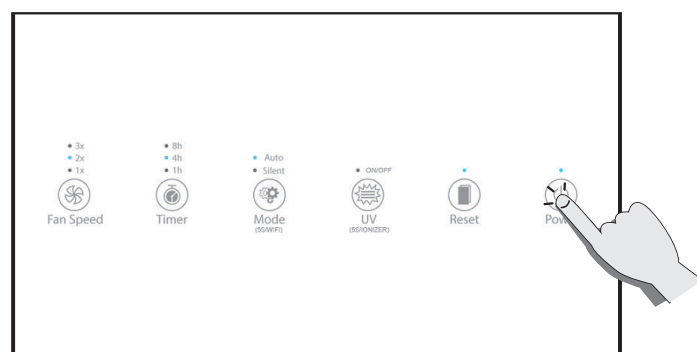 3x
2x
1x
Fan Speed
8h
4h
1h
Timer
Auto
Silent
Mode
(5S/WIFI)
ON/OFF
UV
(5S/IONIZER)
Reset
Pow